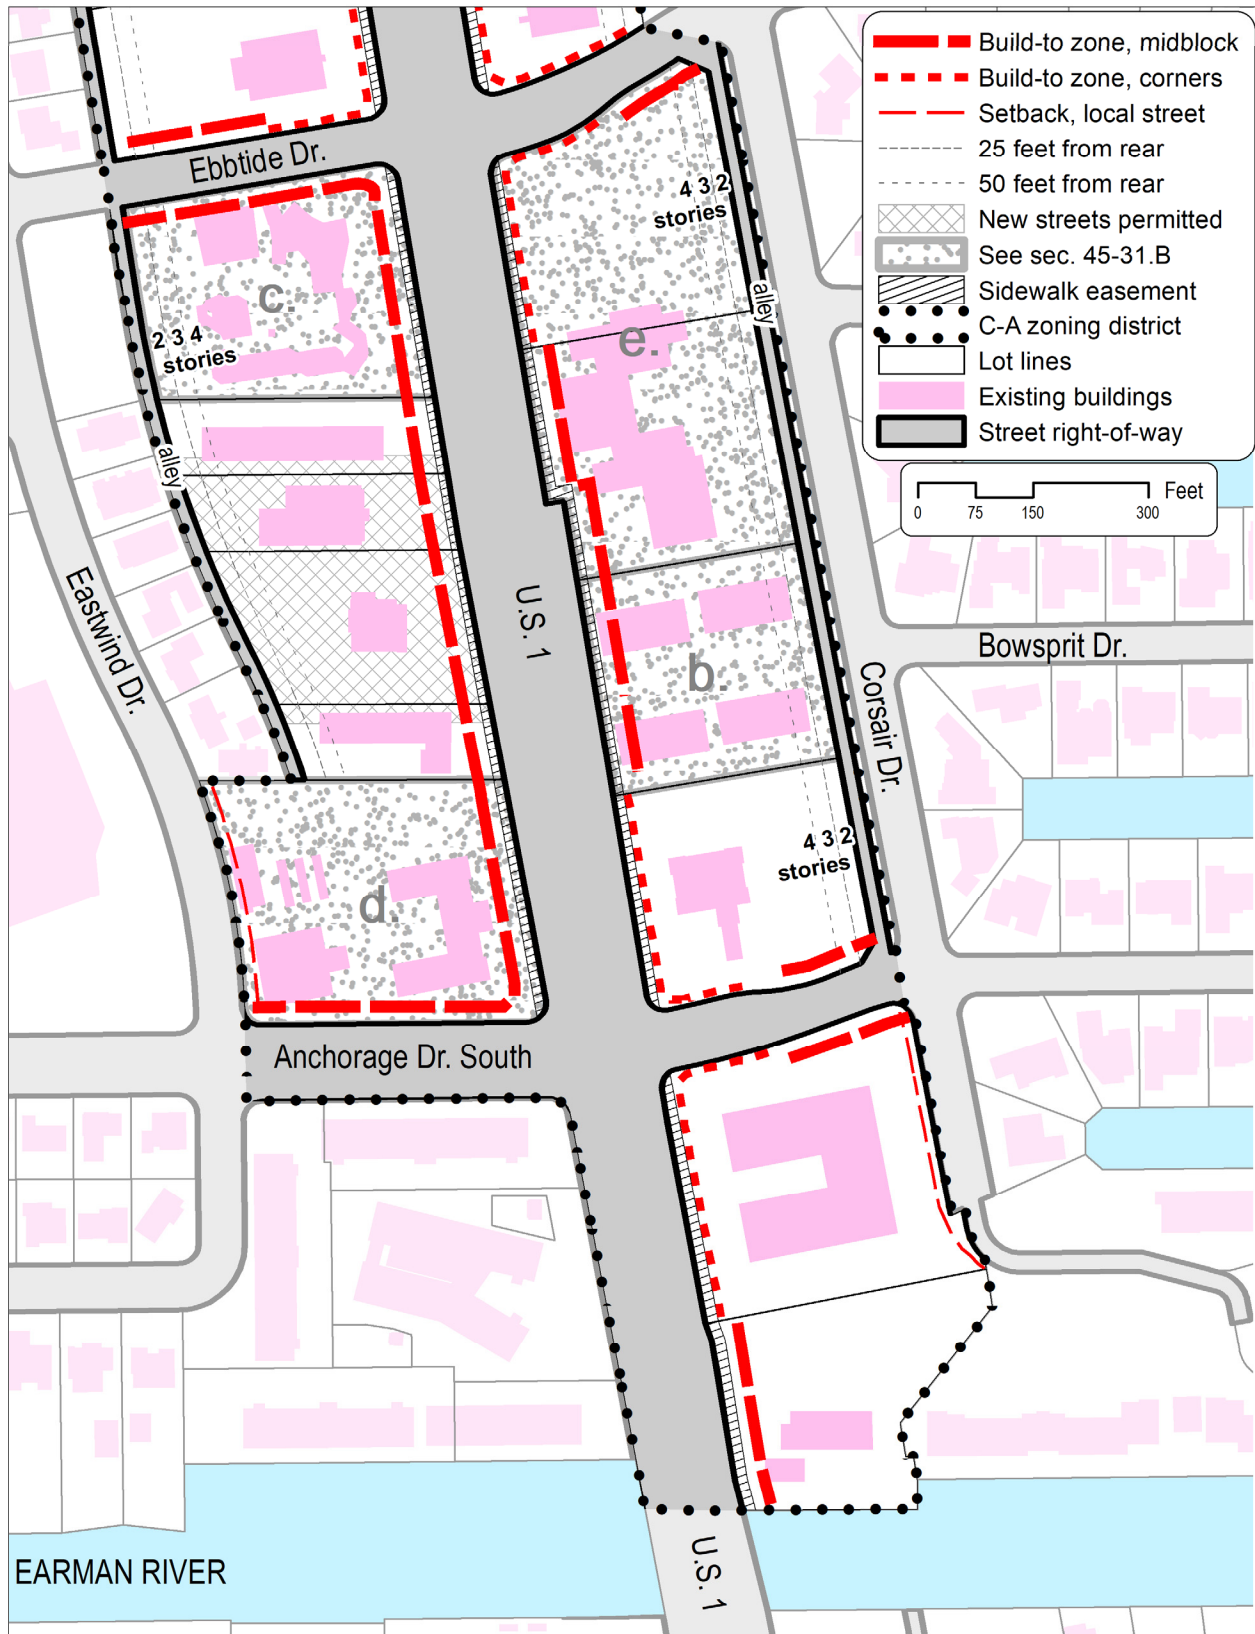 Build-to zone, midblock
Build-to zone, corners
Setback, local street
25 feet from rear
50 feet from rear
New streets permitted
See sec. 45-31.B
Sidewalk easement
C-A zoning district
Lot lines
Existing buildings
Street right-of-way
Feet
0 75 150 300
Ebbtide Dr.
4 3 2
stories
alley
c.
2 3 4
stories
e.
alley
Eastwind Dr.
U.S. 1
Bowsprit Dr.
b.
Corsair Dr.
4 3 2
stories
d.
Anchorage Dr. South
U.S. 1
EARMAN RIVER